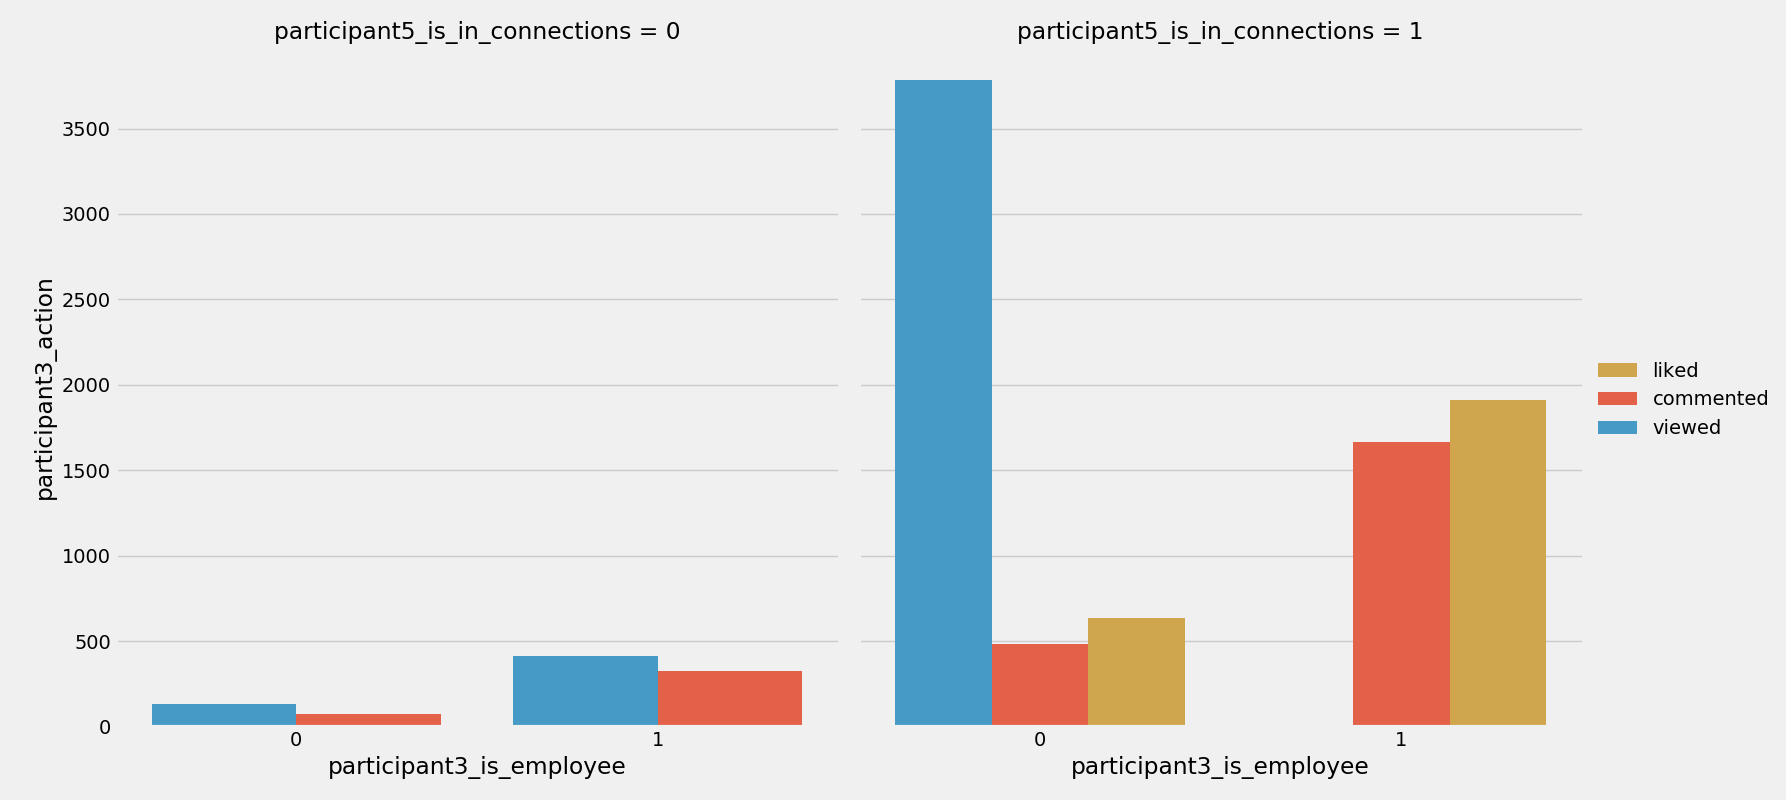 participant5_is_in_connections = 0
participant5_is_in_connections = 1
participant3_action
3500
3000
2500
2000
1500
1000
500
0
0
1
0
1
participant3_is_employee
participant3_is_employee
liked
commented
viewed